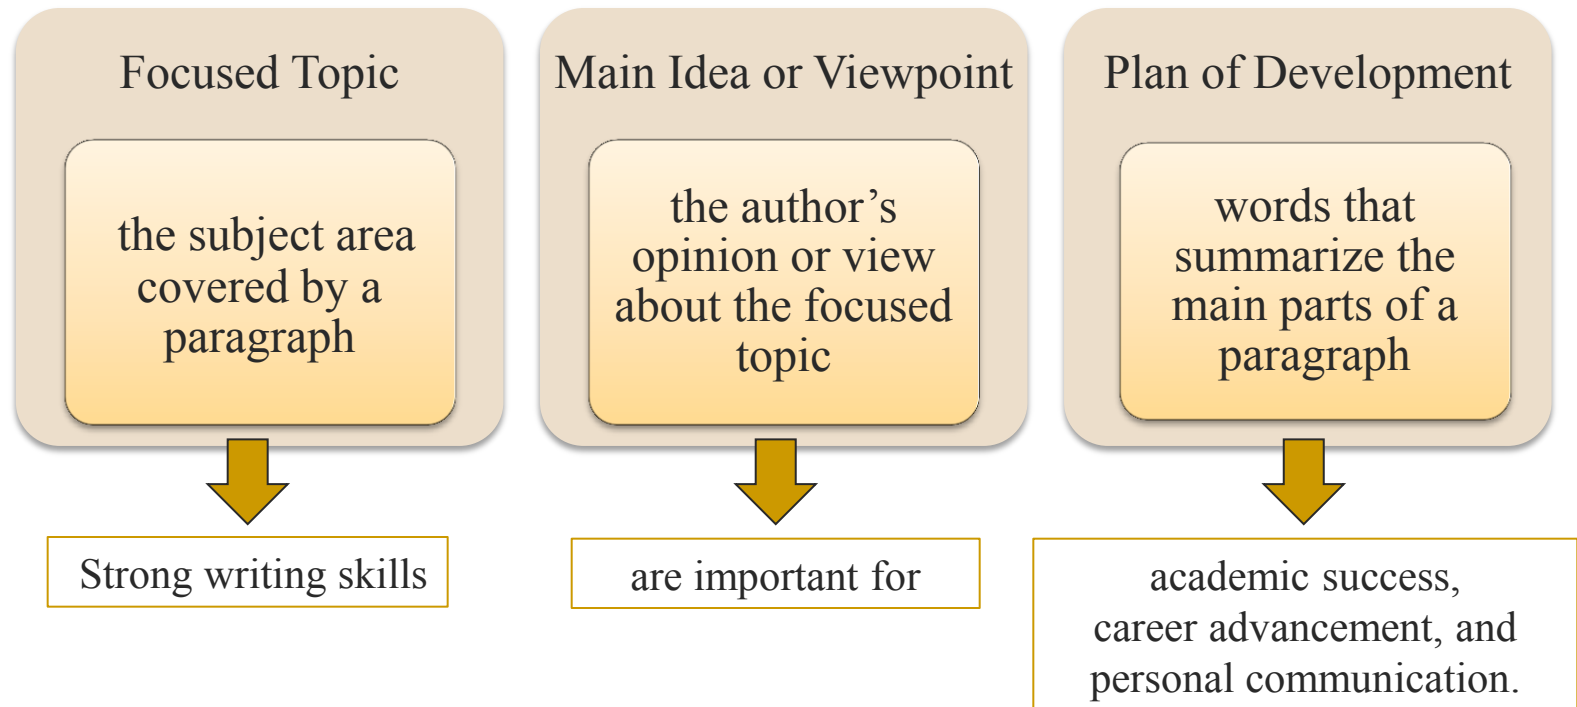 Focused Topic
the subject area
covered by a
paragraph
Strong writing skills
Main Idea or Viewpoint
the author’s
opinion or view
about the focused
topic
are important for
Plan of Development
words that
summarize the
main parts of a
paragraph
academic success,
career advancement, and
personal communication.